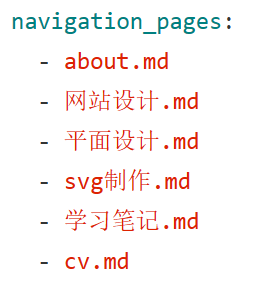 navigation_pages:
- about.md
- 网站设计.md
- 平面设计.md
- svg制作.md
- 学习笔记.md
- cv.md